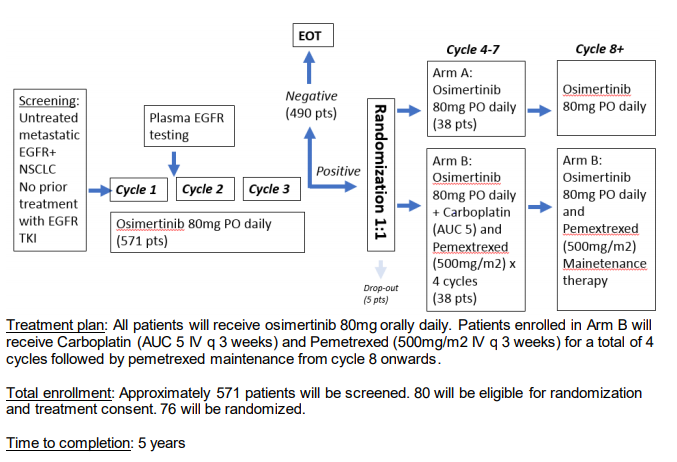 EOT
Cycle 4-7
Cycle 8+
Screening:
Untreated
metastatic
EGFR+
NSCLC
No prior
treatment
with EGFR
TKI
Plasma EGFR
testing
Cycle 1
Cycle 2
Cycle 3
Osimertinib 80mg PO daily
(571 pts)
Negative
(490 pts)
Positive
Randomization 1:1
Drop-out
(5 pts)
Arm A:
Osimertinib
80mg PO daily
(38 pts)
Osimertinib
80mg PO daily
Arm B:
Osimertinib
80mg PO daily
+ Carboplatin
(AUC 5) and
Pemextrexed
(500mg/m2) x
4 cycles
(38 pts)
Arm B:
Osimertinib
80mg PO daily
and
Pemextrexed
(500mg/m2)
Mainetenance
therapy
Treatment plan: All patients will receive osimertinib 80mg orally daily. Patients enrolled in Arm B will
receive Carboplatin (AUC 5 IV q 3 weeks) and Pemetrexed (500mg/m2 IV q 3 weeks) for a total of 4
cycles followed by pemetrexed maintenance from cycle 8 onwards.
Total enrollment: Approximately 571 patients will be screened. 80 will be eligible for randomization
and treatment consent. 76 will be randomized.
Time to completion: 5 years